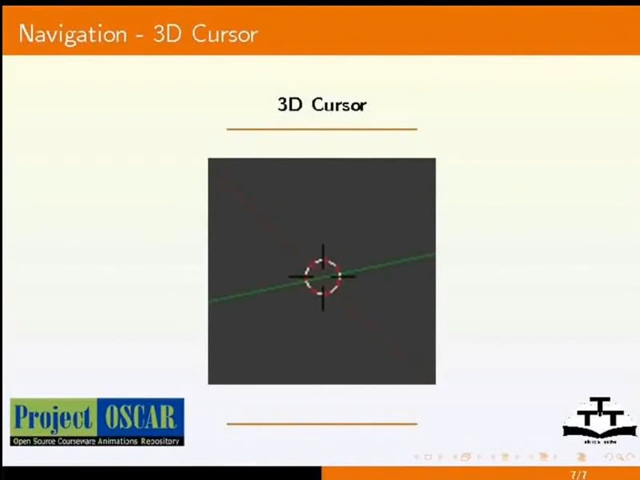 Navigation - 3D Cursor
3D Cursor
Project OSCAR
Open Source Courseware Animations Repository
7/7